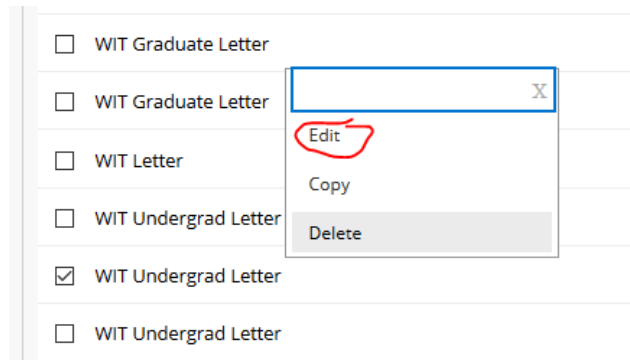 WIT Graduate Letter
X
WIT Graduate Letter
Edit
WIT Letter
Copy
WIT Undergrad Letter
Delete
WIT Undergrad Letter
WIT Undergrad Letter